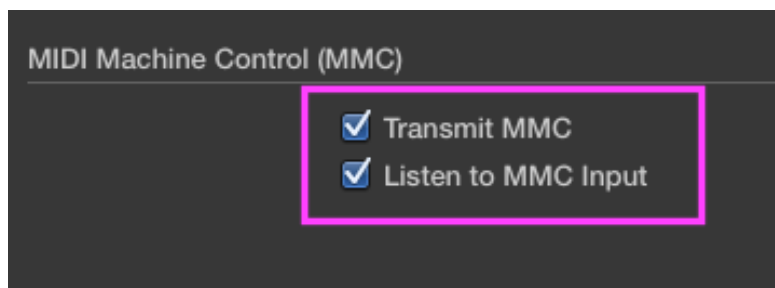 MIDI Machine Control (MMC)
Transmit MMC
Listen to MMC Input